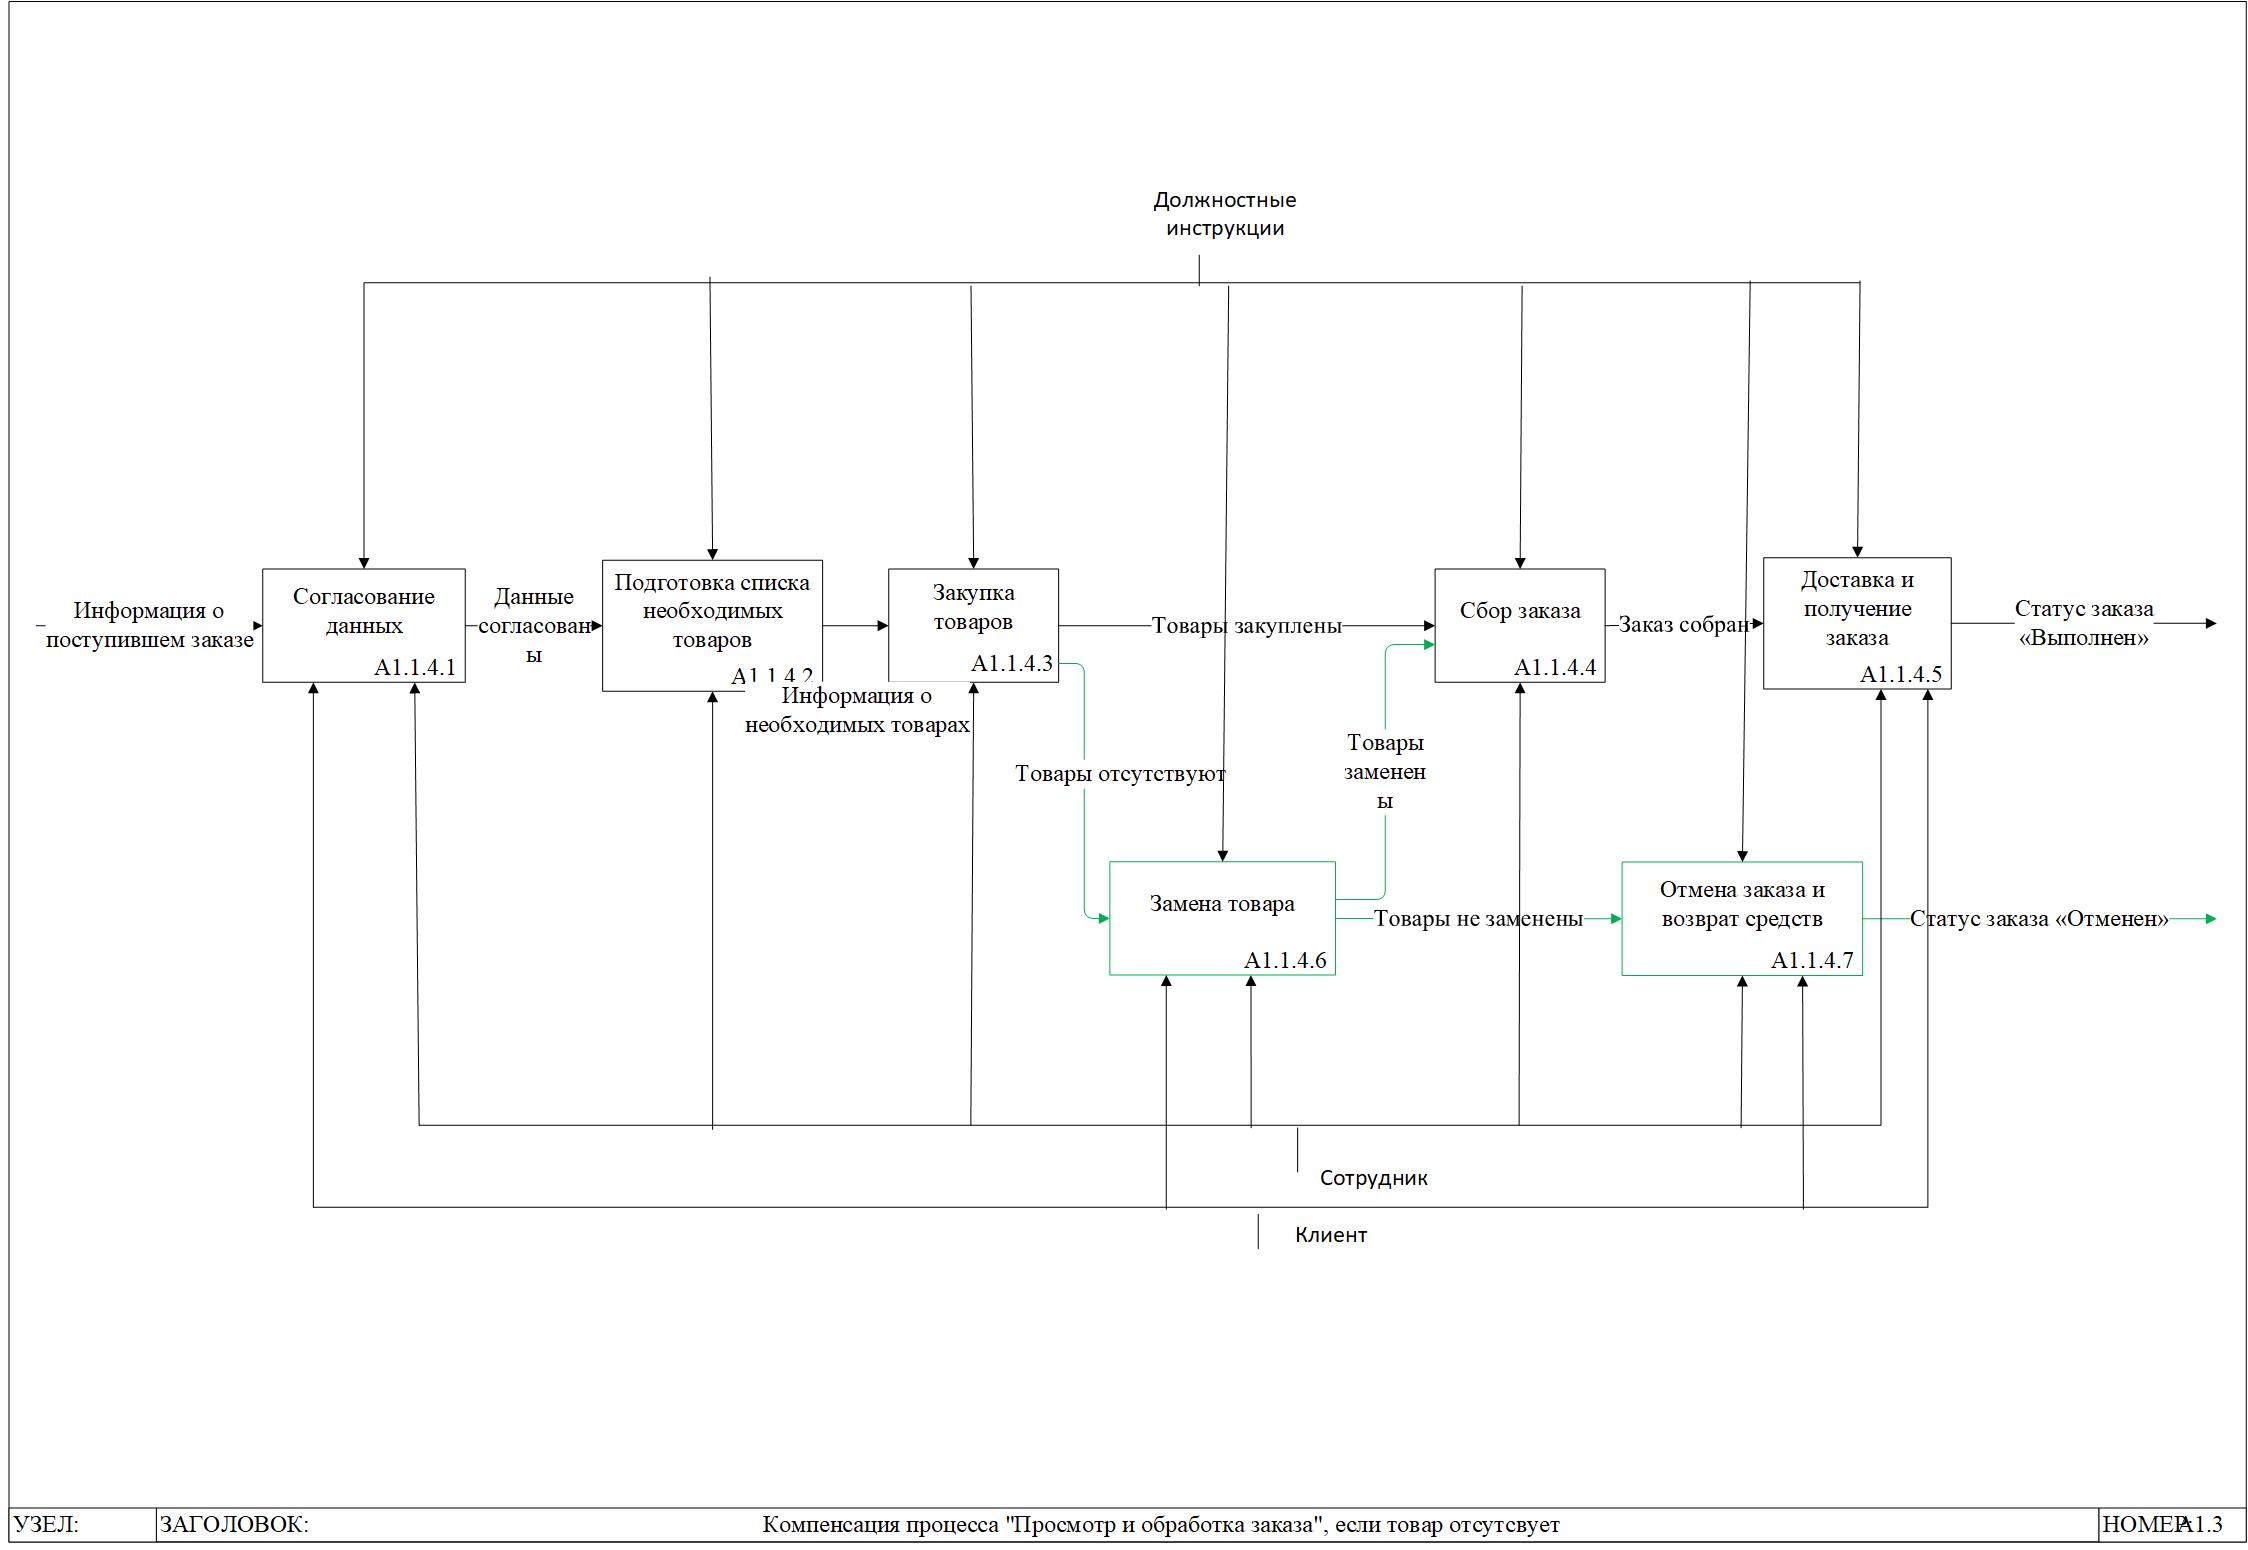 Должностные
инструкции
Информация о
поступившем заказе
Согласование
данных
A1.1.4.1
Данные
согласован
ы
Подготовка списка
необходимых
товаров
A1.1.4.2
Информация о
необходимых товарах
Закупка
товаров
A1.1.4.3
Товары закуплены
Товары отсутствуют
Товары
заменен
ы
Сбор заказа
A1.1.4.4
Заказ собран
Доставка и
получение
заказа
A1.1.4.5
Статус заказа
«Выполнен»
Замена товара
A1.1.4.6
Товары не заменены
Отмена заказа и
возврат средств
A1.1.4.7
Статус заказа «Отменен»
Сотрудник
Клиент
УЗЕЛ:
ЗАГОЛОВОК:
Компенсация процесса "Просмотр и обработка заказа", если товар отсутсвует
НОМЕР:
A1.3